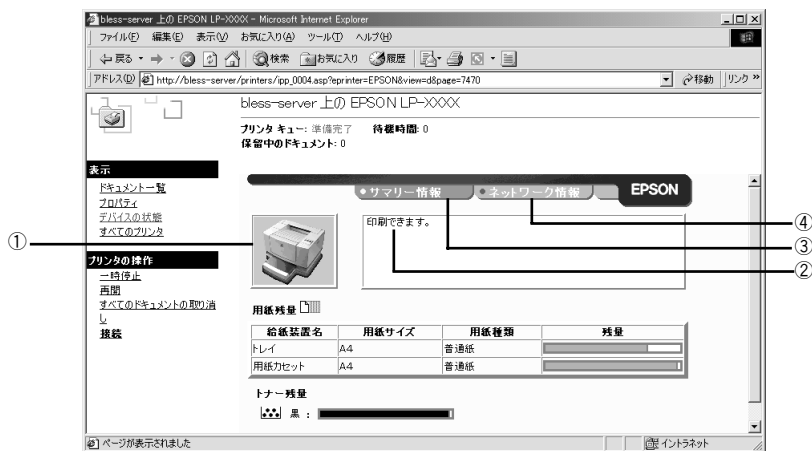 bless-server 上の EPSON LP-XXXX - Microsoft Internet Explorer
ファイル(F) 編集(E) 表示(V) お気に入り(A) ツール(T) ヘルプ(H)
戻る 検索 お気に入り 履歴
アドレス(D) http://bless-server/printers/ipp_0004.asp?eprinter=EPSON&view=d&page=7470 移動 リンク »
bless-server 上の EPSON LP-XXXX
プリンタ キュー: 準備完了 待機時間: 0
保留中のドキュメント: 0
表示
ドキュメント一覧
プロパティ
デバイスの状態
すべてのプリンタ
プリンタの操作
一時停止
再開
すべてのドキュメントの取り消
し
接続
サマリー情報 ネットワーク情報 EPSON
印刷できます。
①
④
③
②
用紙残量
給紙装置名 用紙サイズ 用紙種類 残量
トレイ A4 普通紙
用紙カセット A4 普通紙
トナー残量
黒 :
ページが表示されました イントラネット